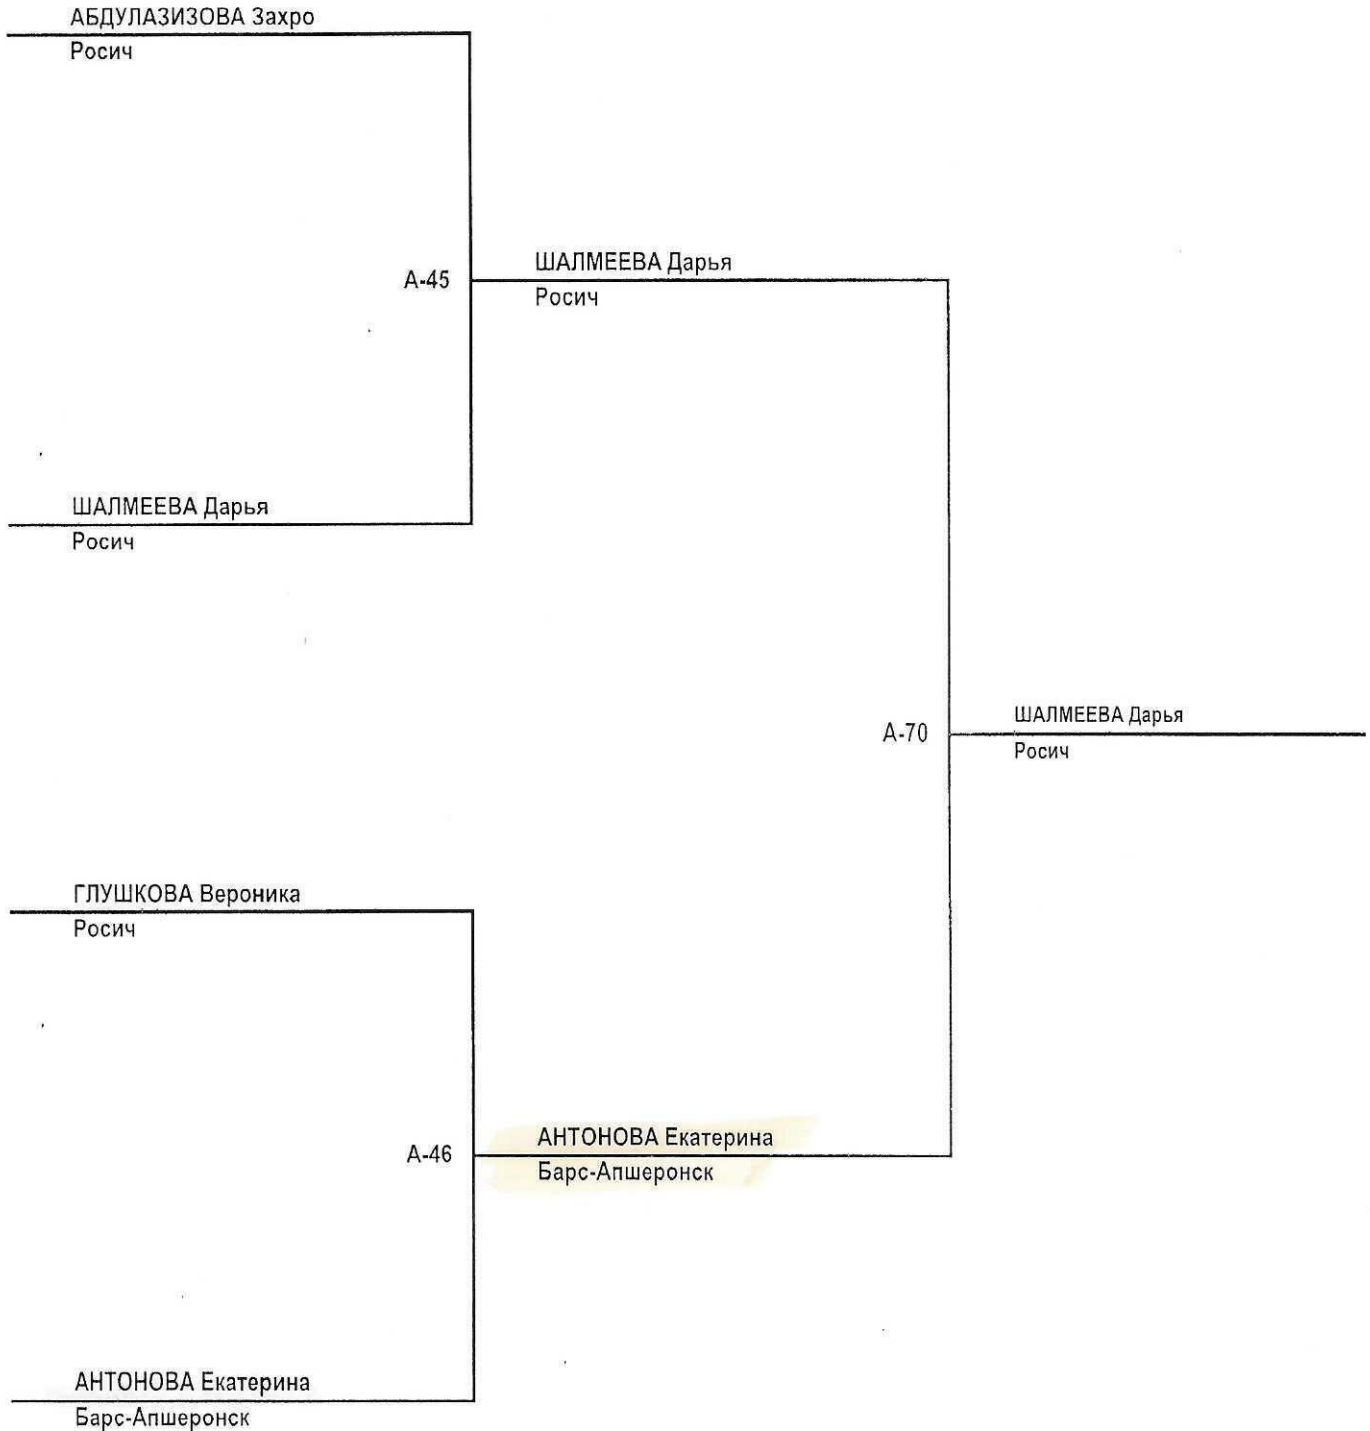 АБДУЛАЗИЗОВА Захро
Росич
А-45
ШАЛМЕЕВА Дарья
Росич
ШАЛМЕЕВА Дарья
Росич
А-70
ШАЛМЕЕВА Дарья
Росич
ГЛУШКОВА Вероника
Росич
А-46
АНТОНОВА Екатерина
Барс-Апшеронск
АНТОНОВА Екатерина
Барс-Апшеронск